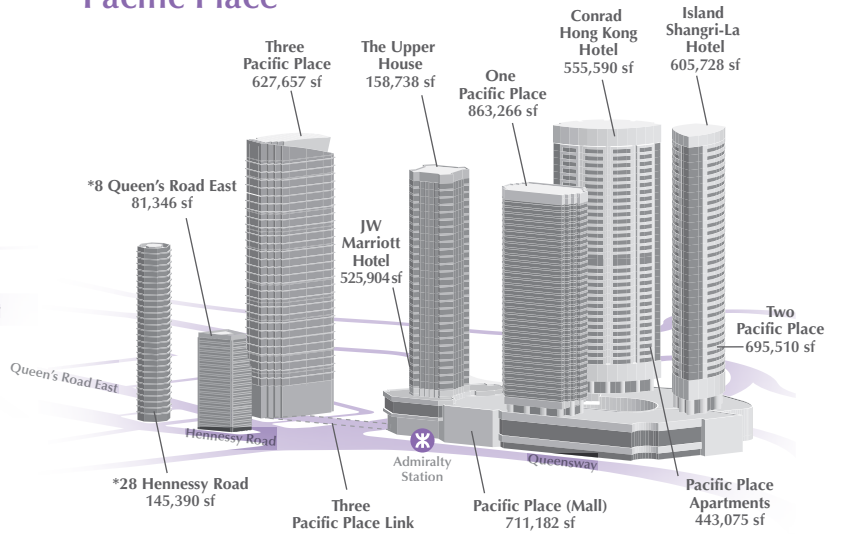 Pacific Place
Three
Pacific Place
627,657 sf
The Upper
House
158,738 sf
One
Pacific Place
863,266 sf
Conrad
Hong Kong
Hotel
555,590 sf
Island
Shangri-La
Hotel
605,728 sf
*8 Queen's Road East
81,346 sf
JW
Marriott
Hotel
525,904 sf
Two
Pacific Place
695,510 sf
Queen's Road East
Hennessy Road
Admiralty
Station
Queensway
*28 Hennessy Road
145,390 sf
Three
Pacific Place Link
Pacific Place (Mall)
711,182 sf
Pacific Place
Apartments
443,075 sf